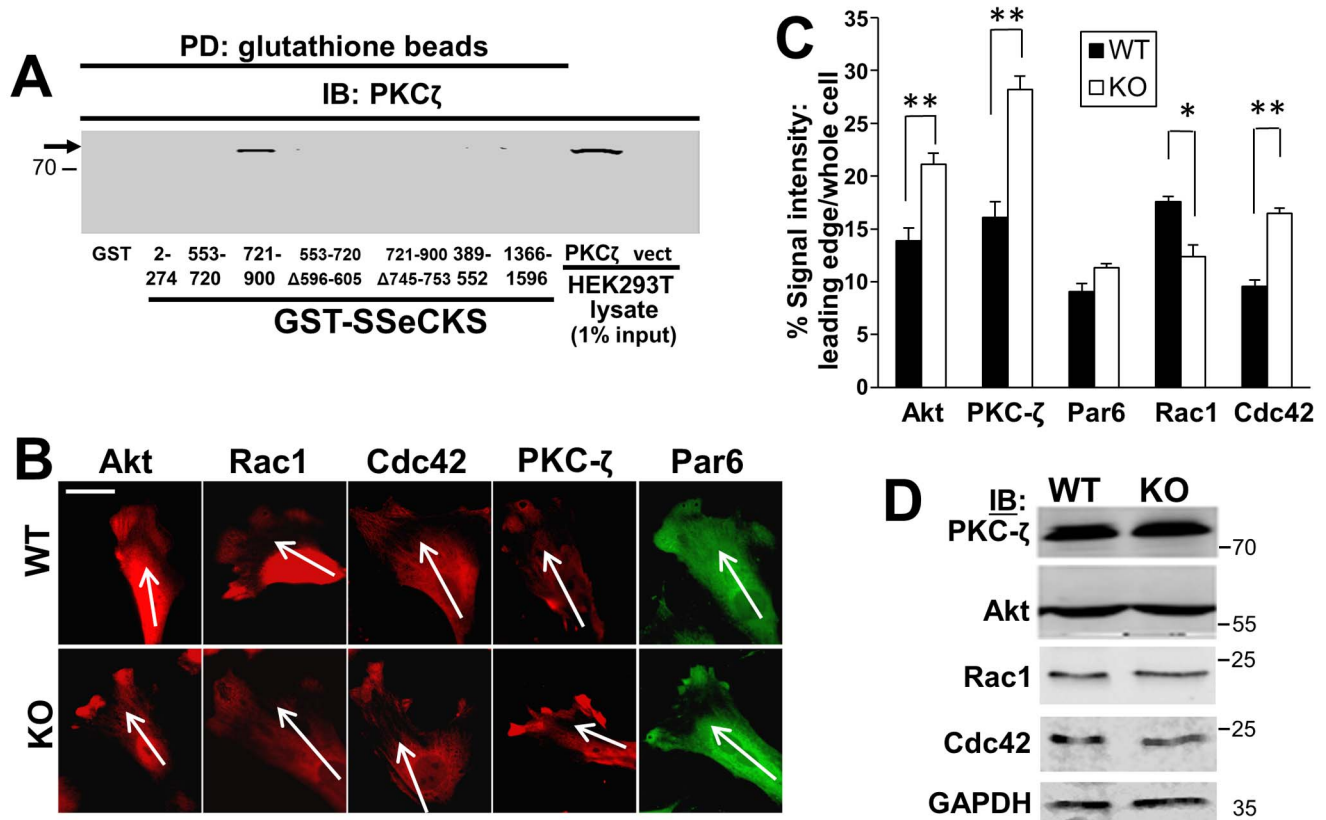 A
PD: glutathione beads
IB: PKCζ
70
GST 2- 553- 721- 553-720 721-900 389- 1366- PKCζ vect
274 720 900 Δ596-605 Δ745-753 552 1596 HEK293T
GST-SSeCKS lysate
(1% input)
C
% Signal intensity:
leading edge/whole cell
35
30
25
20
15
10
5
0
** ** * **
WT
KO
Akt PKC-ζ Par6 Rac1 Cdc42
B
Akt Rac1 Cdc42 PKC-ζ Par6
WT
KO
D
IB: WT KO
PKC-ζ
70
Akt
55
Rac1
25
Cdc42
25
GAPDH
35